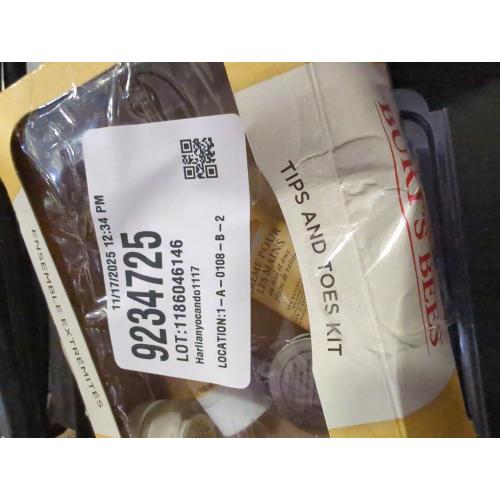 BURT'S BEES
TIPS AND TOES KIT
11/17/2025 12:34 PM
9234725
LOT:1186046146
Harlianyocando1117
LOCATION:1-A-0108-B-2
POUR
LES MAINS
ENSEMBLE EXTRÉMITÉS